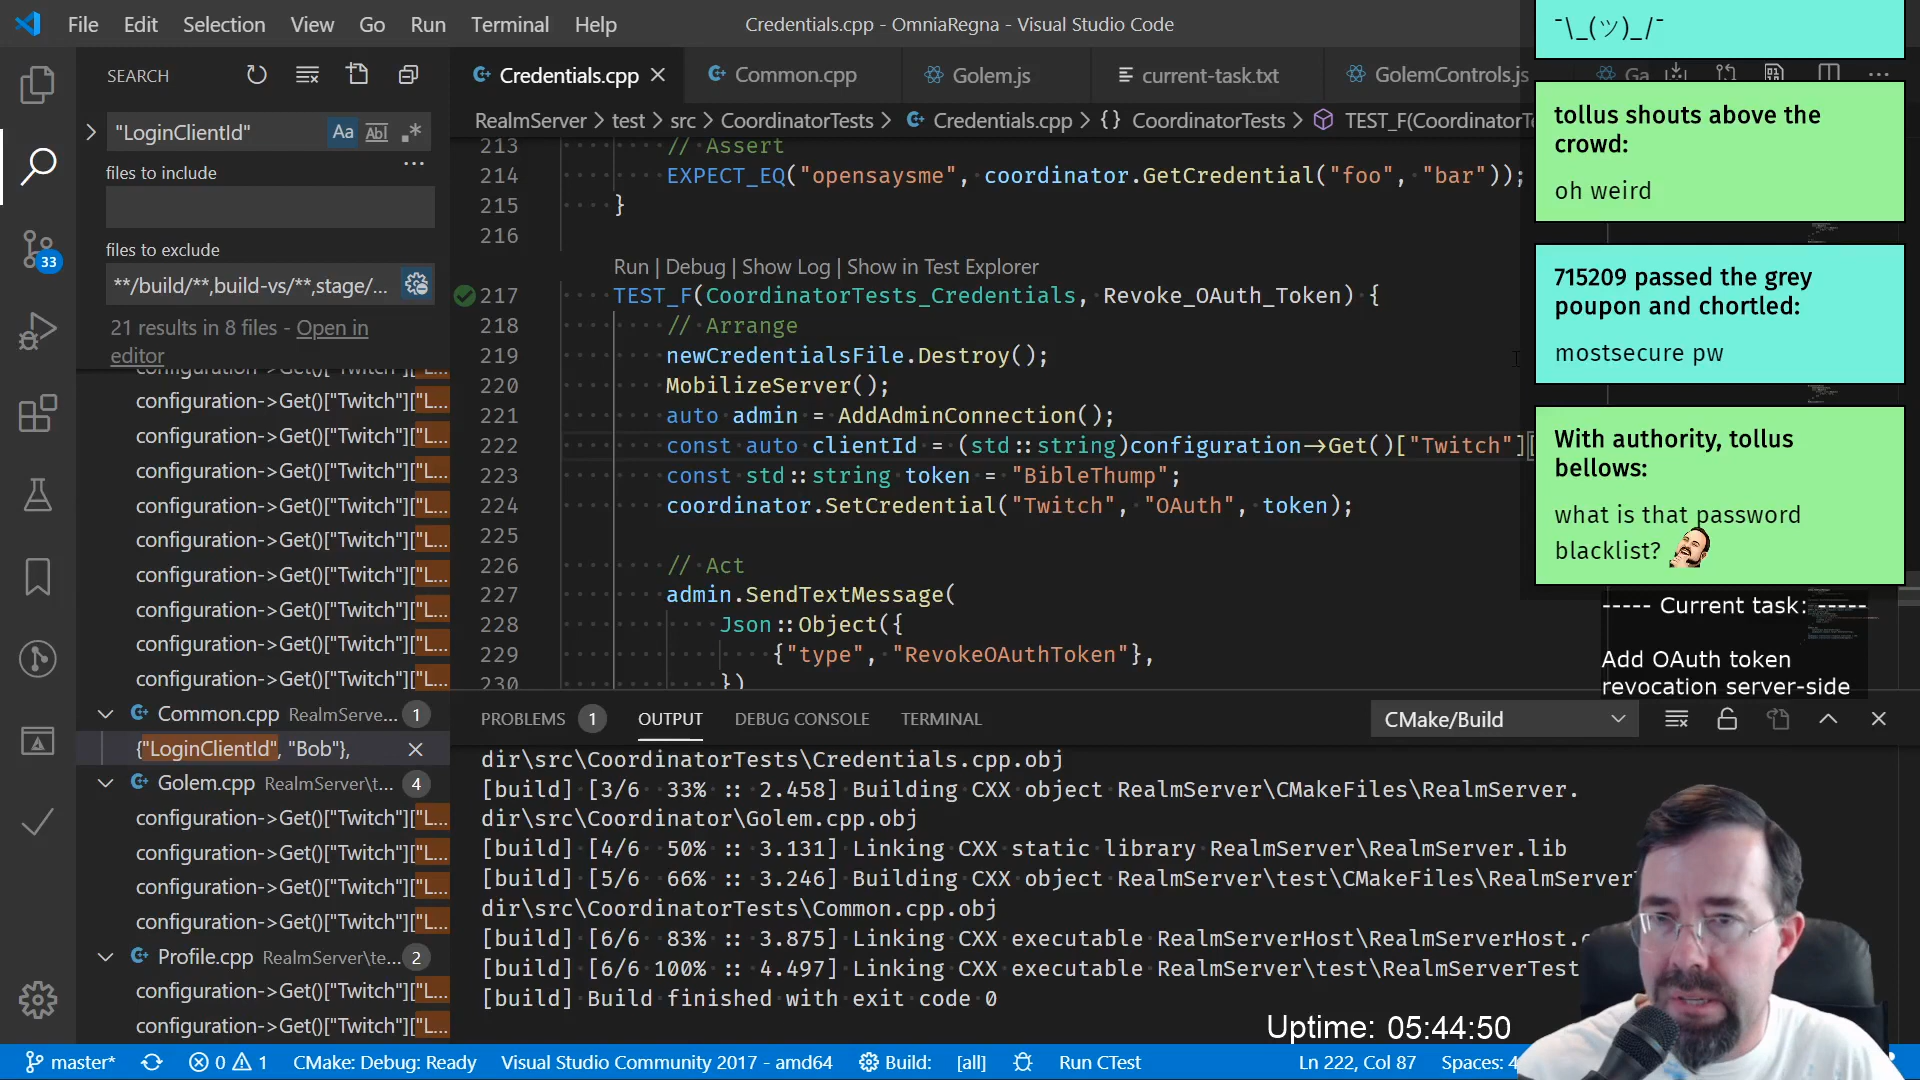 File Edit Selection View Go Run Terminal Help
Credentials.cpp - OmniaRegna - Visual Studio Code
SEARCH
"LoginClientId"
Aa Abl
files to include
files to exclude
**/build/**,build-vs/**,stage/...
21 results in 8 files - Open in
editor
configuration->Get()["Twitch"]["L...
configuration->Get()["Twitch"]["L...
configuration->Get()["Twitch"]["L...
configuration->Get()["Twitch"]["L...
configuration->Get()["Twitch"]["L...
configuration->Get()["Twitch"]["L...
configuration->Get()["Twitch"]["L...
configuration->Get()["Twitch"]["L...
configuration->Get()["Twitch"]["L...
configuration->Get()["Twitch"]["L...
Common.cpp RealmServe... 1
{"LoginClientId", "Bob"},
Golem.cpp RealmServer\t... 4
configuration->Get()["Twitch"]["L...
configuration->Get()["Twitch"]["L...
configuration->Get()["Twitch"]["L...
configuration->Get()["Twitch"]["L...
Profile.cpp RealmServer\te... 2
configuration->Get()["Twitch"]["L...
configuration->Get()["Twitch"]["L...
33
Credentials.cpp Common.cpp Golem.js current-task.txt GolemControls.js Ga
RealmServer > test > src > CoordinatorTests > Credentials.cpp > {} CoordinatorTests > TEST_F(CoordinatorTe
213 // Assert
214 EXPECT_EQ("opensaysme", coordinator.GetCredential("foo", "bar"));
215 }
216
Run | Debug | Show Log | Show in Test Explorer
217 TEST_F(CoordinatorTests_Credentials, Revoke_OAuth_Token) {
218 // Arrange
219 newCredentialsFile.Destroy();
220 MobilizeServer();
221 auto admin = AddAdminConnection();
222 const auto clientId = (std::string)configuration->Get()["Twitch"][
223 const std::string token = "BibleThump";
224 coordinator.SetCredential("Twitch", "OAuth", token);
225
226 // Act
227 admin.SendTextMessage(
228 Json::Object({
229 {"type", "RevokeOAuthToken"},
230 })
PROBLEMS 1 OUTPUT DEBUG CONSOLE TERMINAL
CMake/Build
dir\src\CoordinatorTests\Credentials.cpp.obj
[build] [3/6 33% :: 2.458] Building CXX object RealmServer\CMakeFiles\RealmServer.
dir\src\Coordinator\Golem.cpp.obj
[build] [4/6 50% :: 3.131] Linking CXX static library RealmServer\RealmServer.lib
[build] [5/6 66% :: 3.246] Building CXX object RealmServer\test\CMakeFiles\RealmServer
dir\src\CoordinatorTests\Common.cpp.obj
[build] [6/6 83% :: 3.875] Linking CXX executable RealmServerHost\RealmServerHost.
[build] [6/6 100% :: 4.497] Linking CXX executable RealmServer\test\RealmServerTest
[build] Build finished with exit code 0
Uptime: 05:44:50
¯\_(ツ)_/¯
tollus shouts above the
crowd:
oh weird
715209 passed the grey
poupon and chortled:
mostsecure pw
With authority, tollus
bellows:
what is that password
blacklist?
----- Current task: -----
Add OAuth token
revocation server-side
master* 0 1 CMake: Debug: Ready Visual Studio Community 2017 - amd64 Build: [all] Run CTest Ln 222, Col 87 Spaces: 4